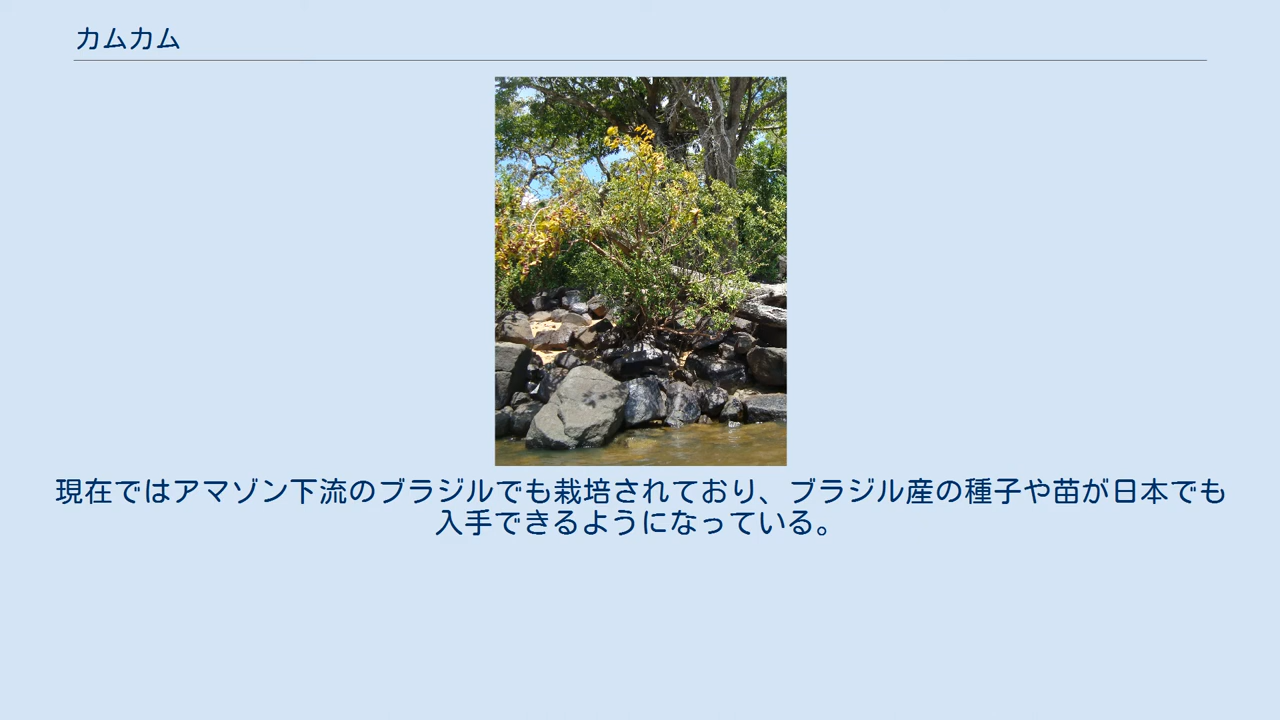 カムカム
現在ではアマゾン下流のブラジルでも栽培されており、ブラジル産の種子や苗が日本でも
入手できるようになっている。